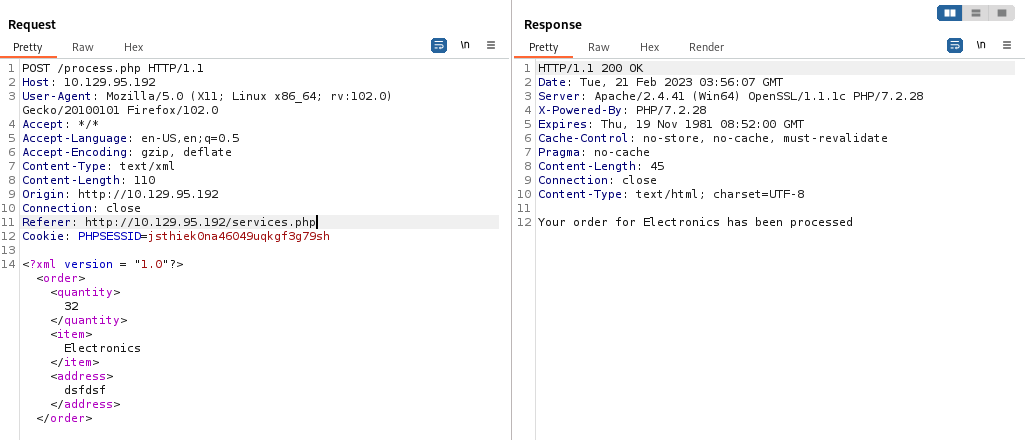 Request
Pretty Raw Hex
\n
1 POST /process.php HTTP/1.1
2 Host: 10.129.95.192
3 User-Agent: Mozilla/5.0 (X11; Linux x86_64; rv:102.0)
Gecko/20100101 Firefox/102.0
4 Accept: */*
5 Accept-Language: en-US,en;q=0.5
6 Accept-Encoding: gzip, deflate
7 Content-Type: text/xml
8 Content-Length: 110
9 Origin: http://10.129.95.192
10 Connection: close
11 Referer: http://10.129.95.192/services.php
12 Cookie: PHPSESSID=jsthiek0na46049uqkgf3g79sh
13
14 <?xml version = "1.0"?>
<order>
<quantity>
32
</quantity>
<item>
Electronics
</item>
<address>
dsfdsf
</address>
</order>
Response
Pretty Raw Hex Render
\n
1 HTTP/1.1 200 OK
2 Date: Tue, 21 Feb 2023 03:56:07 GMT
3 Server: Apache/2.4.41 (Win64) OpenSSL/1.1.1c PHP/7.2.28
4 X-Powered-By: PHP/7.2.28
5 Expires: Thu, 19 Nov 1981 08:52:00 GMT
6 Cache-Control: no-store, no-cache, must-revalidate
7 Pragma: no-cache
8 Content-Length: 45
9 Connection: close
10 Content-Type: text/html; charset=UTF-8
11
12 Your order for Electronics has been processed